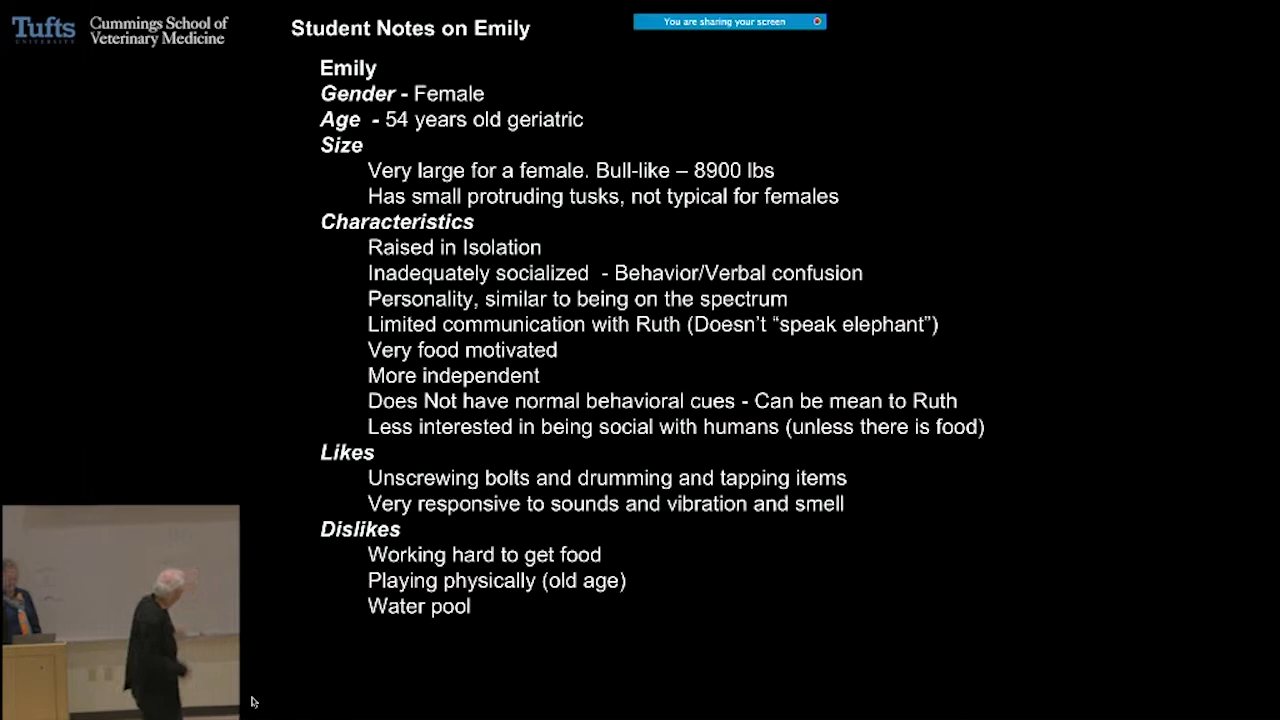 Tufts
UNIVERSITY
Cummings School of
Veterinary Medicine
Student Notes on Emily
You are sharing your screen
Emily
Gender - Female
Age - 54 years old geriatric
Size
Very large for a female. Bull-like – 8900 lbs
Has small protruding tusks, not typical for females
Characteristics
Raised in Isolation
Inadequately socialized - Behavior/Verbal confusion
Personality, similar to being on the spectrum
Limited communication with Ruth (Doesn't “speak elephant”)
Very food motivated
More independent
Does Not have normal behavioral cues - Can be mean to Ruth
Less interested in being social with humans (unless there is food)
Likes
Unscrewing bolts and drumming and tapping items
Very responsive to sounds and vibration and smell
Dislikes
Working hard to get food
Playing physically (old age)
Water pool